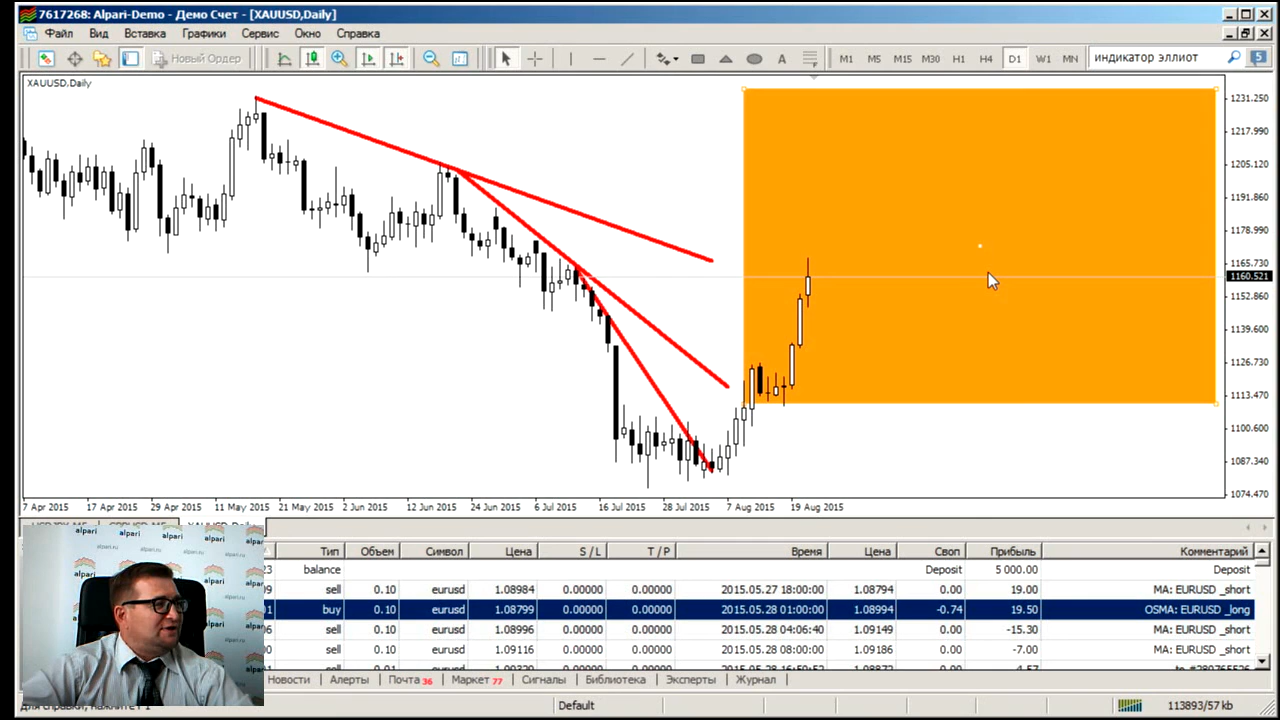 7617268: Alpari-Demo - Демо Счет - [XAUUSD,Daily]
Файл Вид Вставка Графики Сервис Окно Справка
Новый Ордер A M1 M5 M15 M30 H1 H4 D1 W1 MN индикатор эллиот 5
XAUUSD,Daily
1231.250
1217.990
1205.120
1191.860
1178.990
1165.730
1160.521
1152.860
1139.600
1126.730
1113.470
1100.600
1087.340
1074.470
7 Apr 2015 17 Apr 2015 29 Apr 2015 11 May 2015 21 May 2015 2 Jun 2015 12 Jun 2015 24 Jun 2015 6 Jul 2015 16 Jul 2015 28 Jul 2015 7 Aug 2015 19 Aug 2015
alpari alpari
alpari.ru
Тип Объем Символ Цена S / L T / P Время Цена Своп Прибыль Комментарий
balance Deposit 5 000.00 Deposit
sell 0.10 eurusd 1.08984 0.00000 0.00000 2015.05.27 18:00:00 1.08794 0.00 19.00 MA: EURUSD _short
buy 0.10 eurusd 1.08799 0.00000 0.00000 2015.05.28 01:00:00 1.08994 -0.74 19.50 OSMA: EURUSD _long
sell 0.10 eurusd 1.08996 0.00000 0.00000 2015.05.28 04:06:40 1.09149 0.00 -15.30 MA: EURUSD _short
sell 0.10 eurusd 1.09116 0.00000 0.00000 2015.05.28 08:00:00 1.09186 0.00 -7.00 MA: EURUSD _short
Новости Алерты Почта 36 Маркет 77 Сигналы Библиотека Эксперты Журнал
Default 113893/57 kb